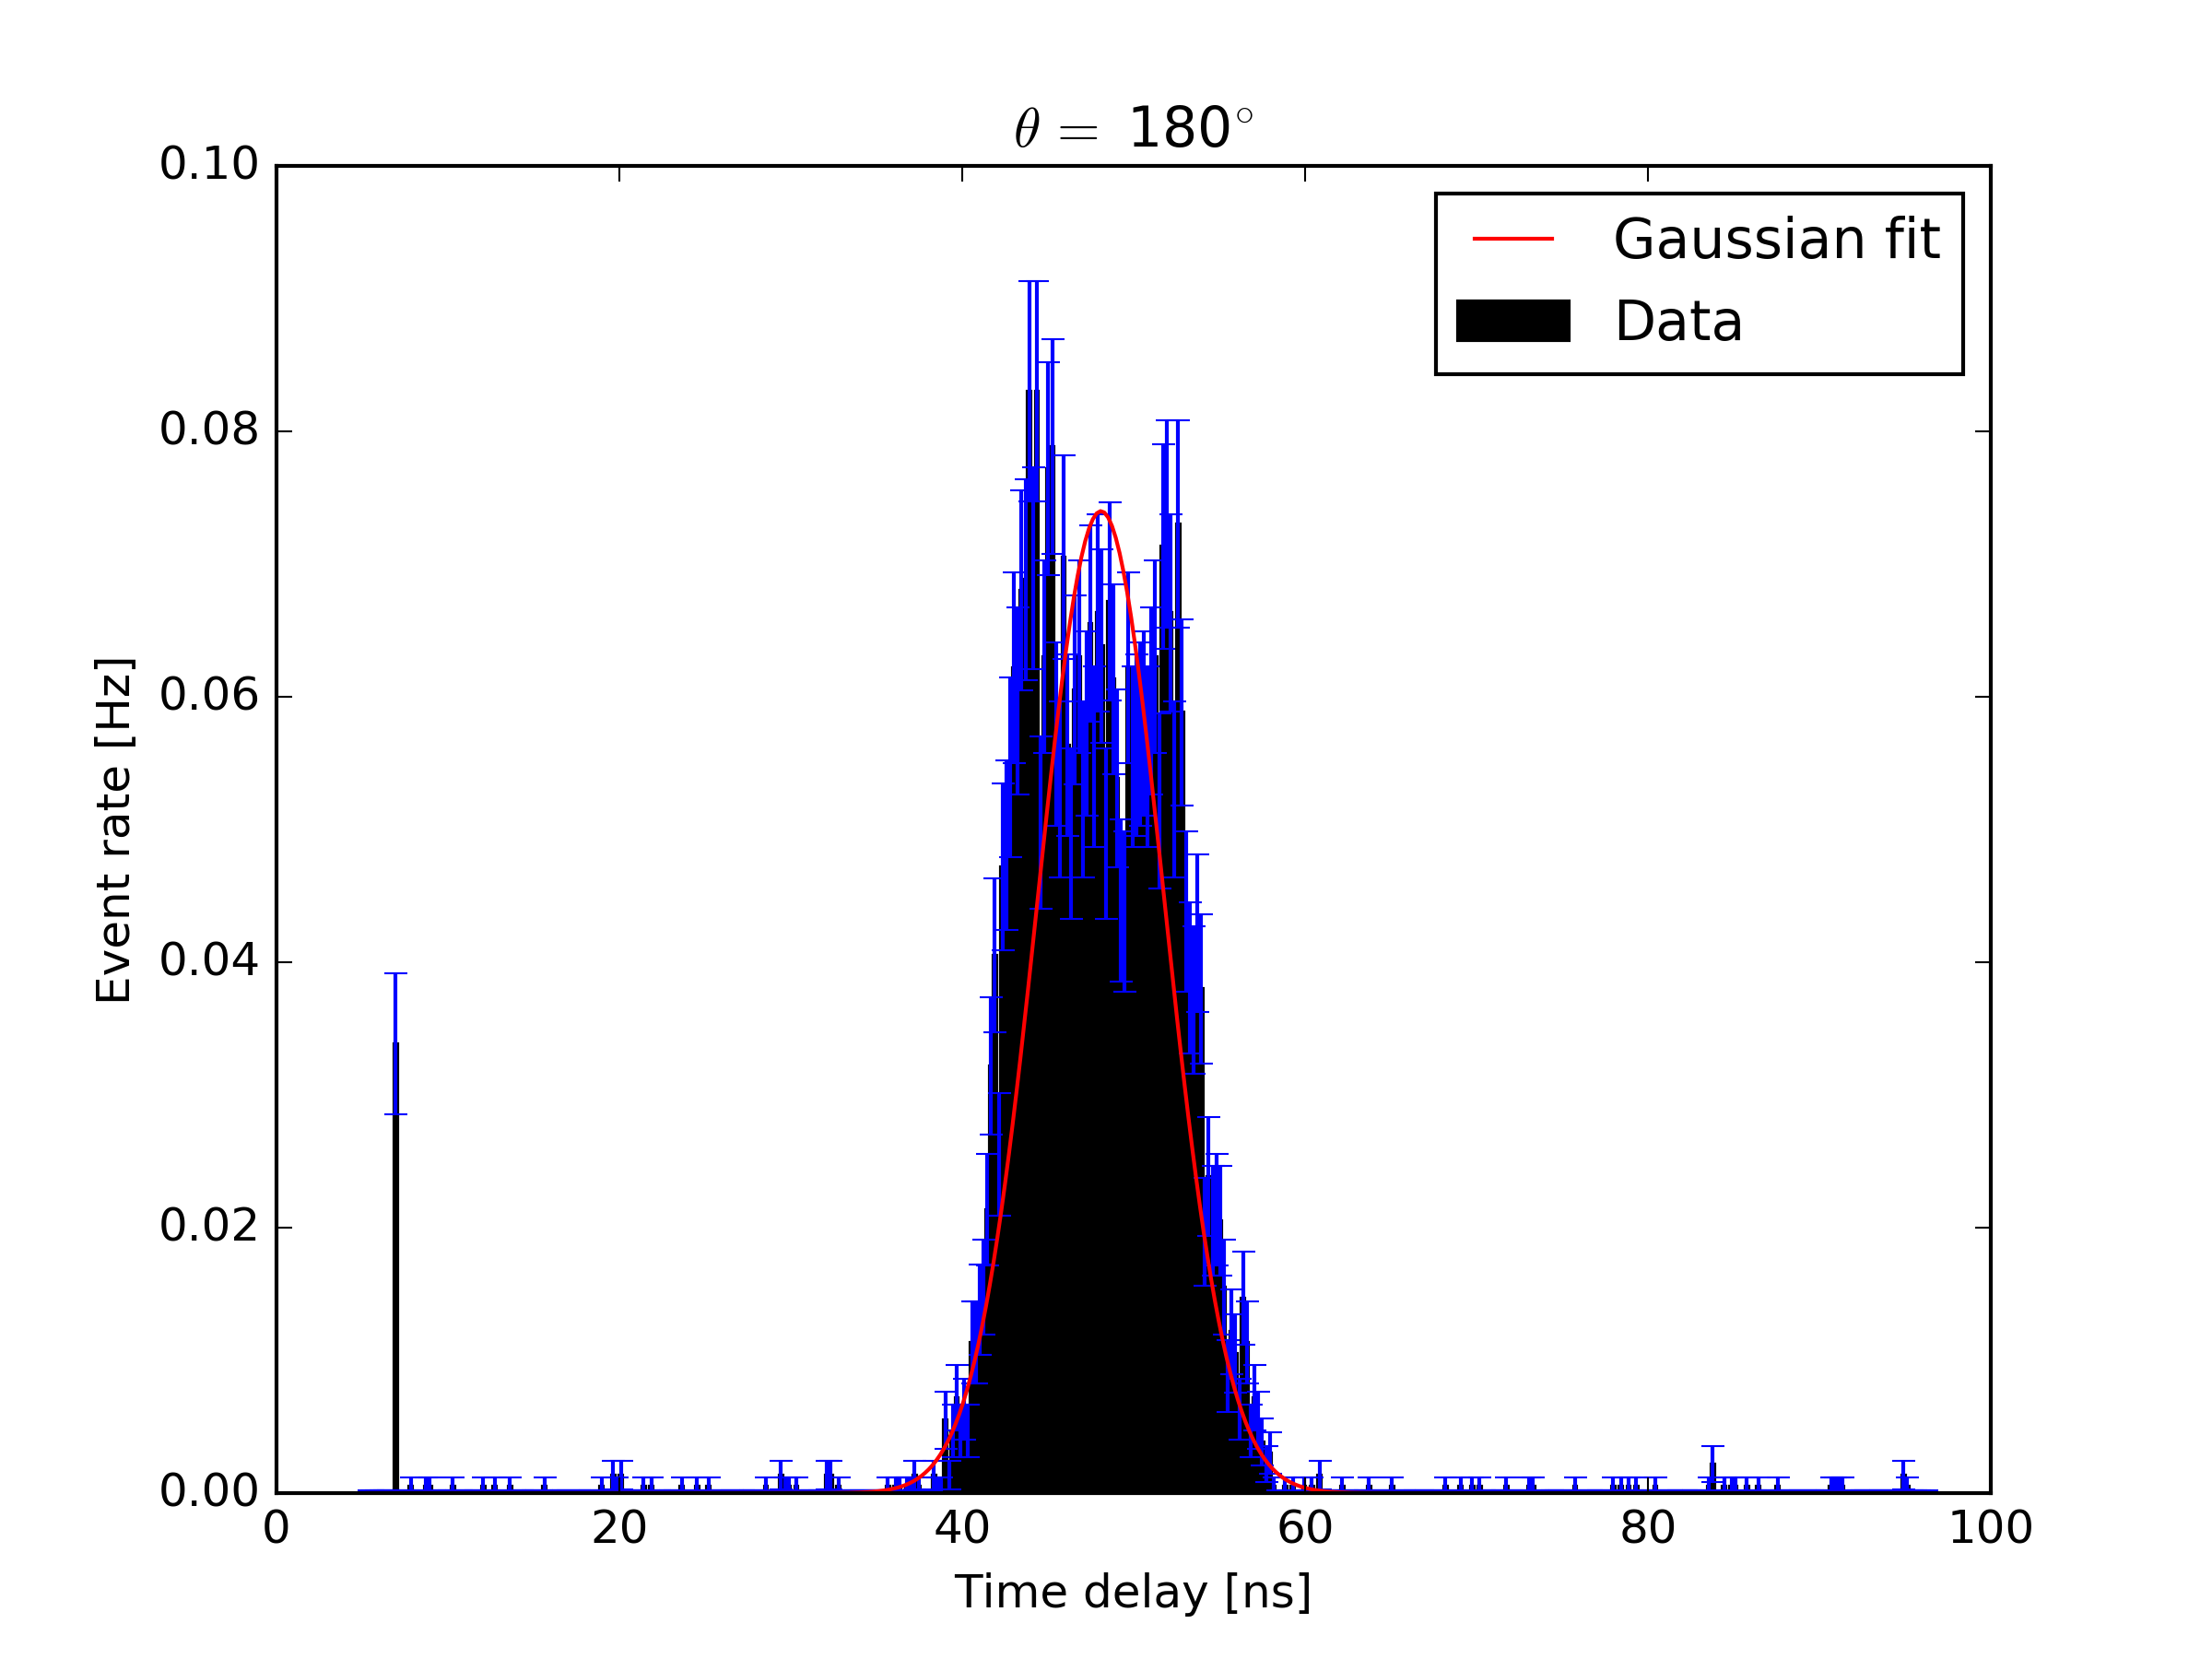 θ = 180°
0.10
0.08
0.06
0.04
0.02
0.00
Event rate [Hz]
Gaussian fit
Data
0 20 40 60 80 100
Time delay [ns]